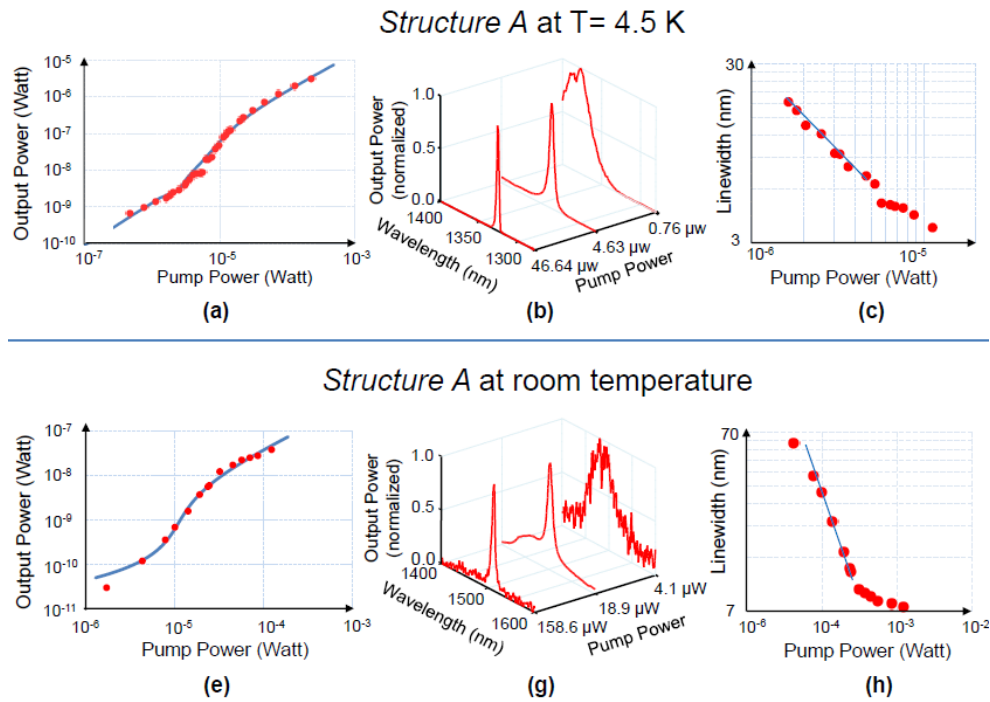 Structure A at T= 4.5 K
Output Power (Watt)
10-5
10-6
10-7
10-8
10-9
10-10
10-7
10-5
10-3
Pump Power (Watt)
(a)
Output Power
(normalized)
1.0
0.5
0.0
1400
1350
1300
Wavelength (nm)
0.76 µw
4.63 µw
46.64 µw
Pump Power
(b)
Linewidth (nm)
30
3
10-6
10-5
Pump Power (Watt)
(c)
Structure A at room temperature
Output Power (Watt)
10-7
10-8
10-9
10-10
10-11
10-6
10-5
10-4
10-3
Pump Power (Watt)
(e)
Output Power
(normalized)
1.0
0.5
0.0
1400
1500
1600
Wavelength (nm)
4.1 µW
18.9 µW
158.6 µW
Pump Power
(g)
Linewidth (nm)
70
7
10-6
10-4
10-3
10-2
Pump Power (Watt)
(h)